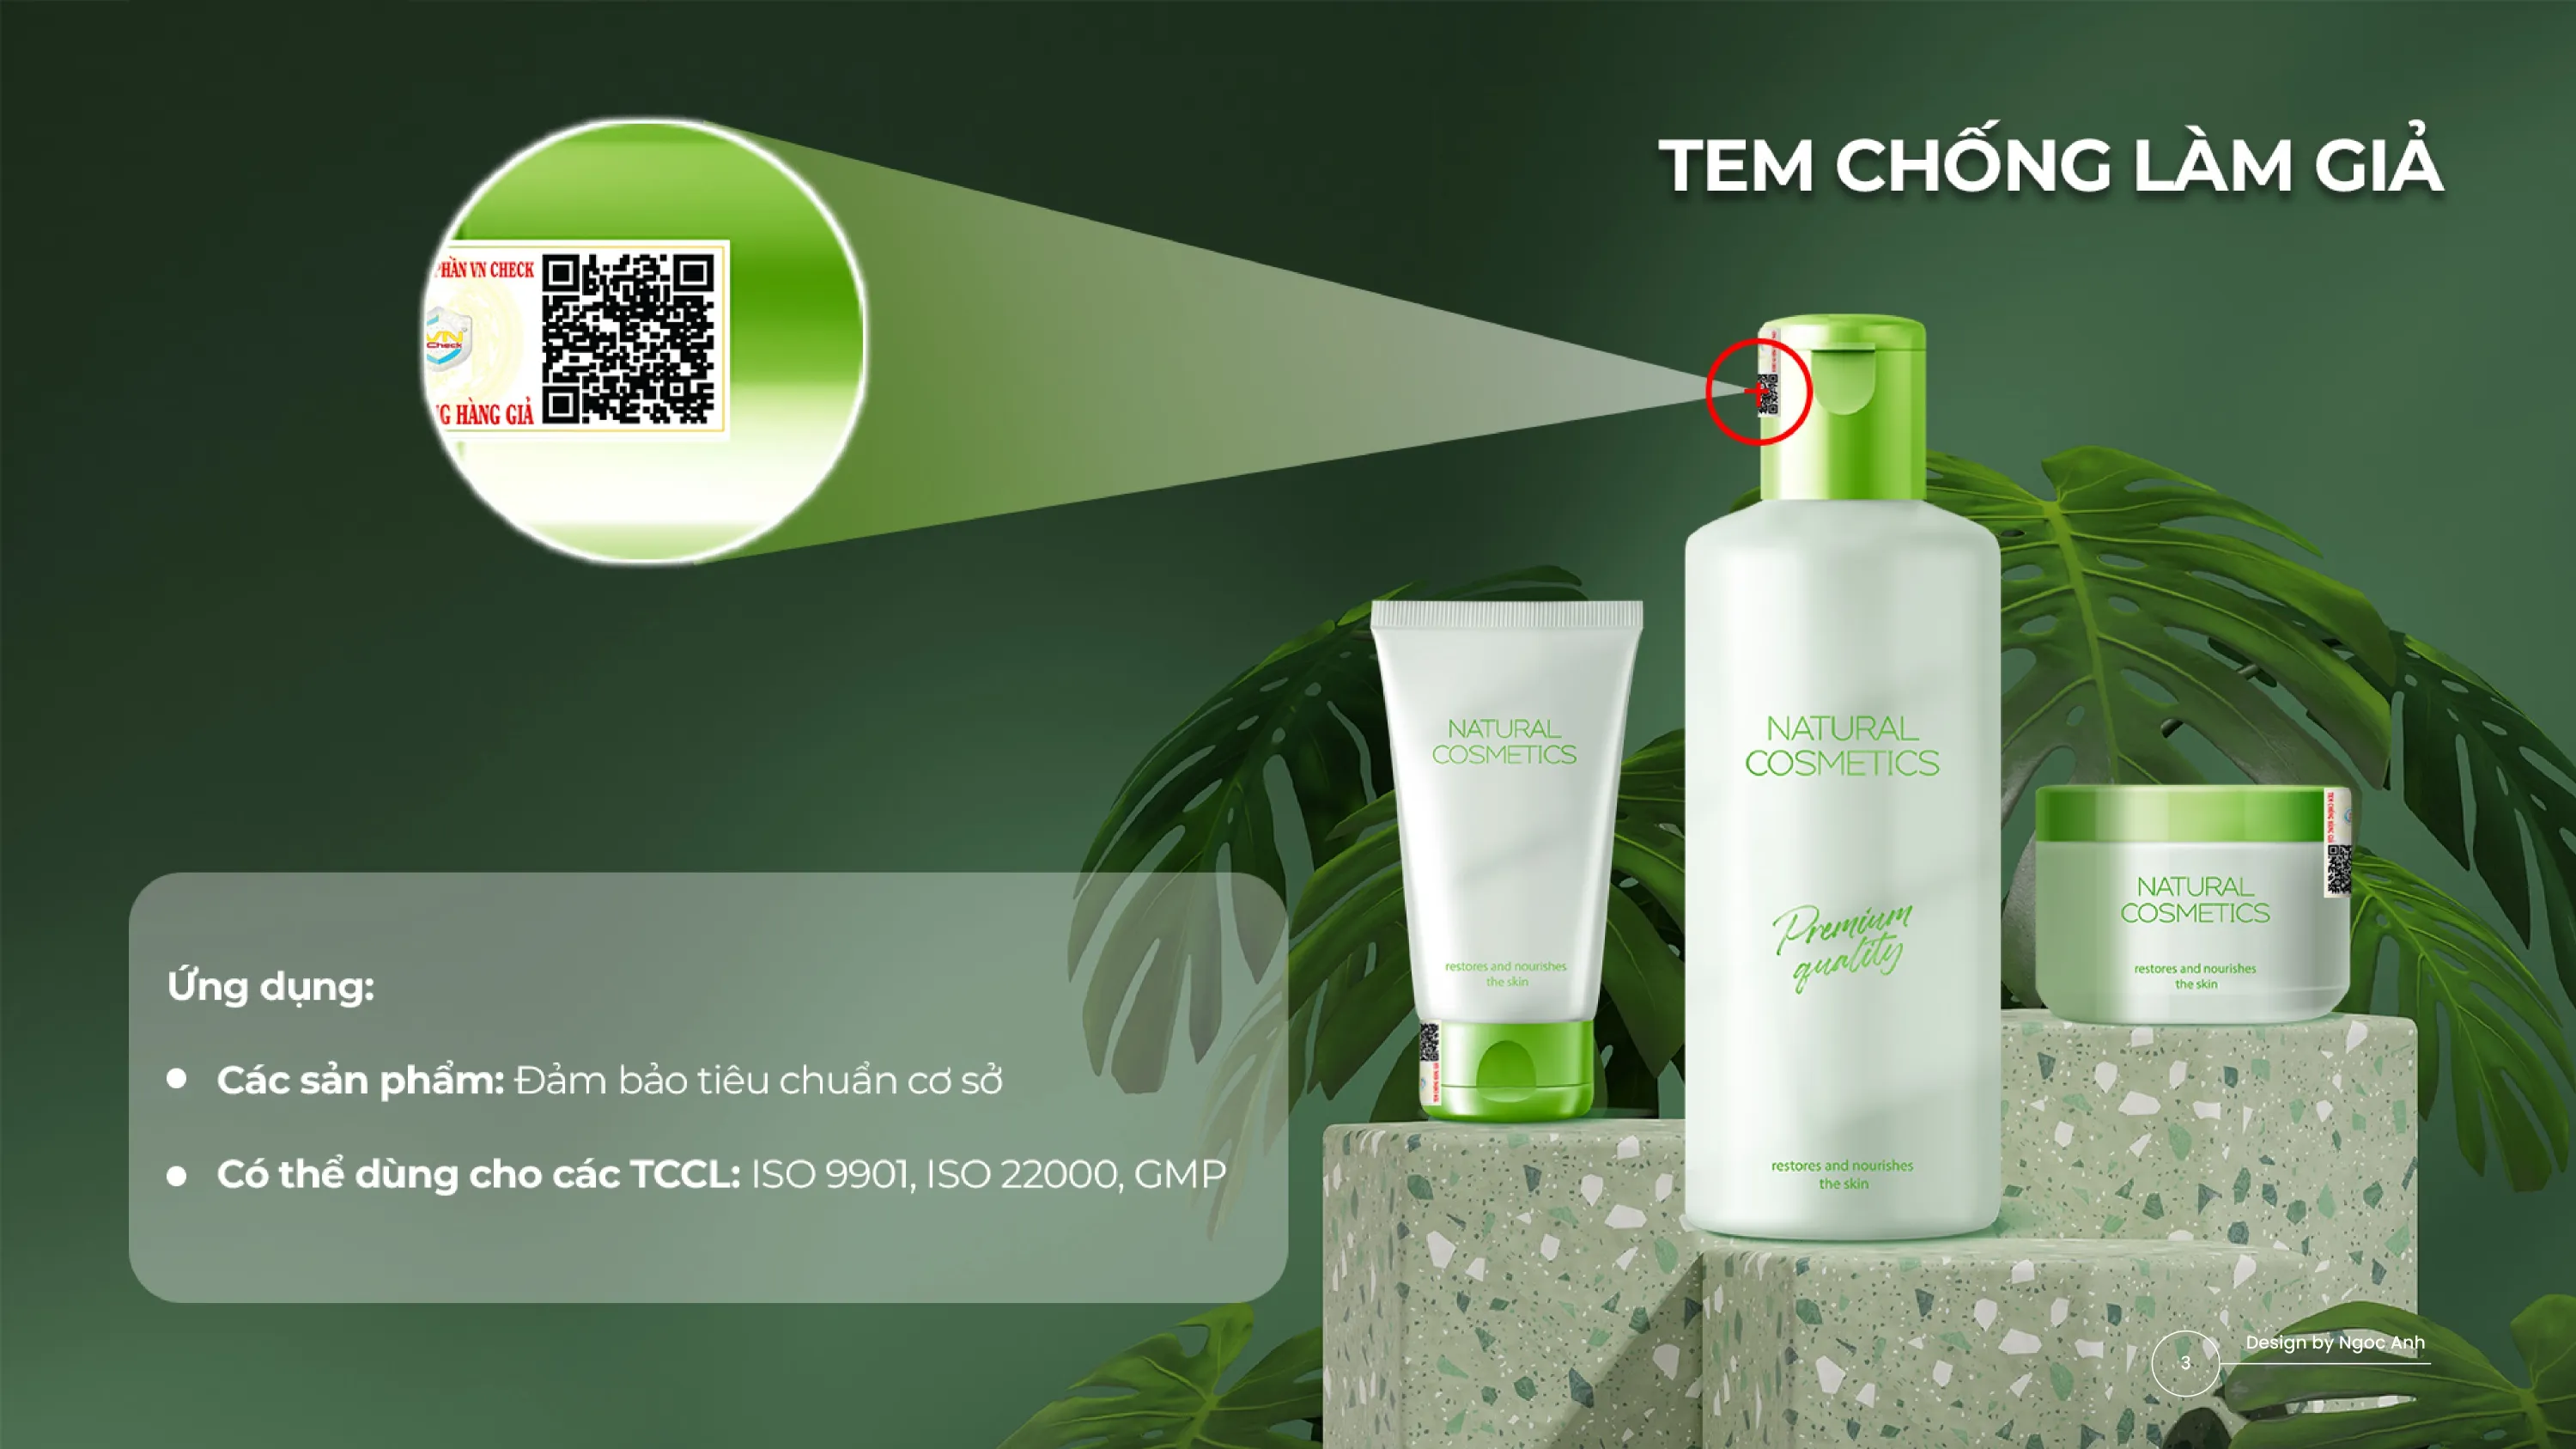 TEM CHỐNG LÀM GIẢ
PHẦN VN CHECK
VN
Check
HÀNG GIẢ
NATURAL
COSMETICS
restores and nourishes
the skin
NATURAL
COSMETICS
Premium
quality
restores and nourishes
the skin
NATURAL
COSMETICS
restores and nourishes
the skin
Ứng dụng:
Các sản phẩm: Đảm bảo tiêu chuẩn cơ sở
Có thể dùng cho các TCCL: ISO 9901, ISO 22000, GMP
3
Design by Ngoc Anh